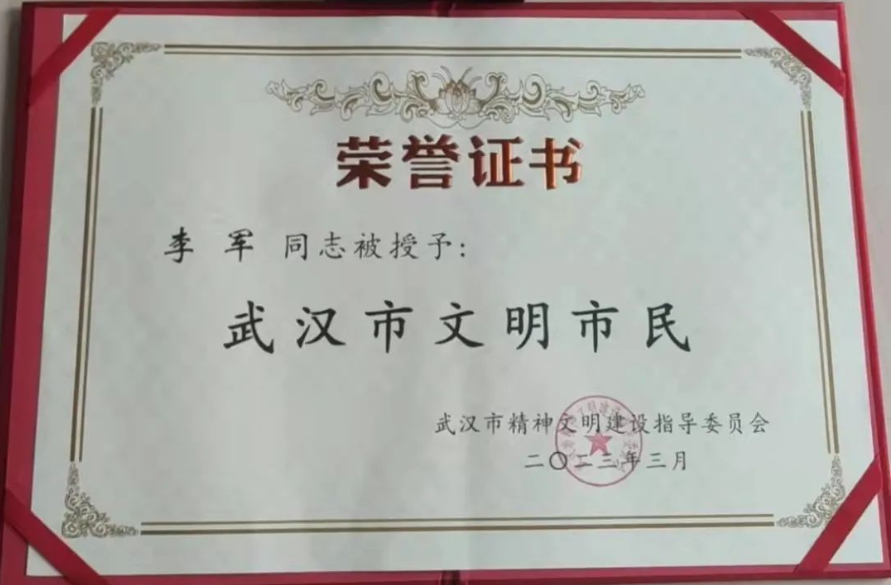 荣誉证书
李军 同志被授予:
武汉市文明市民
武汉市精神文明建设指导委员会
二〇二三年三月